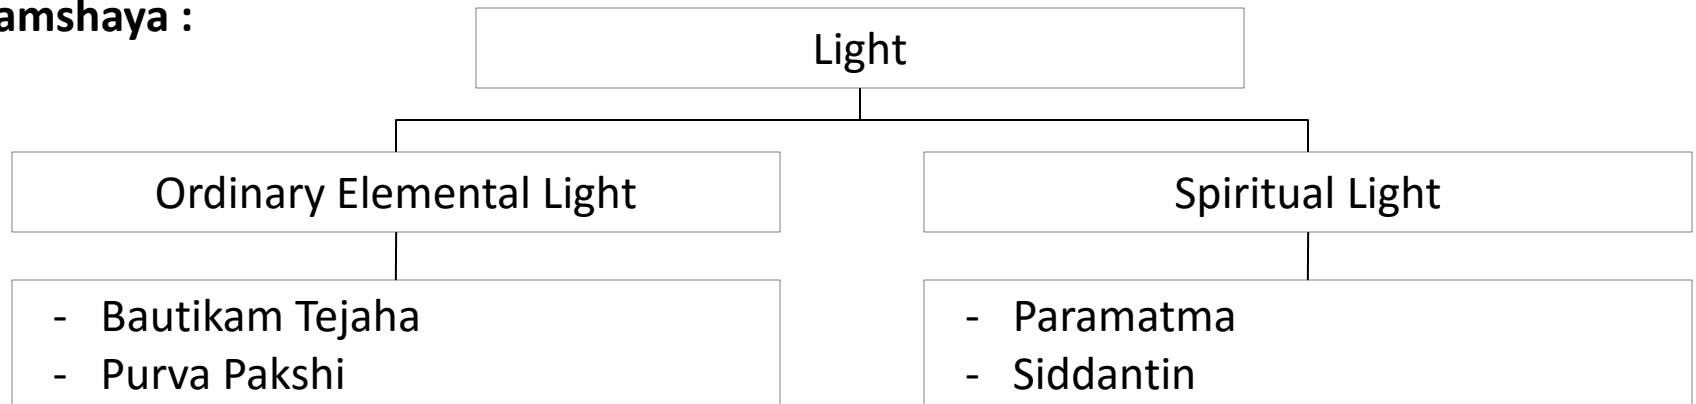 amshaya :
Light
Ordinary Elemental Light
Spiritual Light
- Bautikam Tejaha
- Purva Pakshi
- Paramatma
- Siddantin